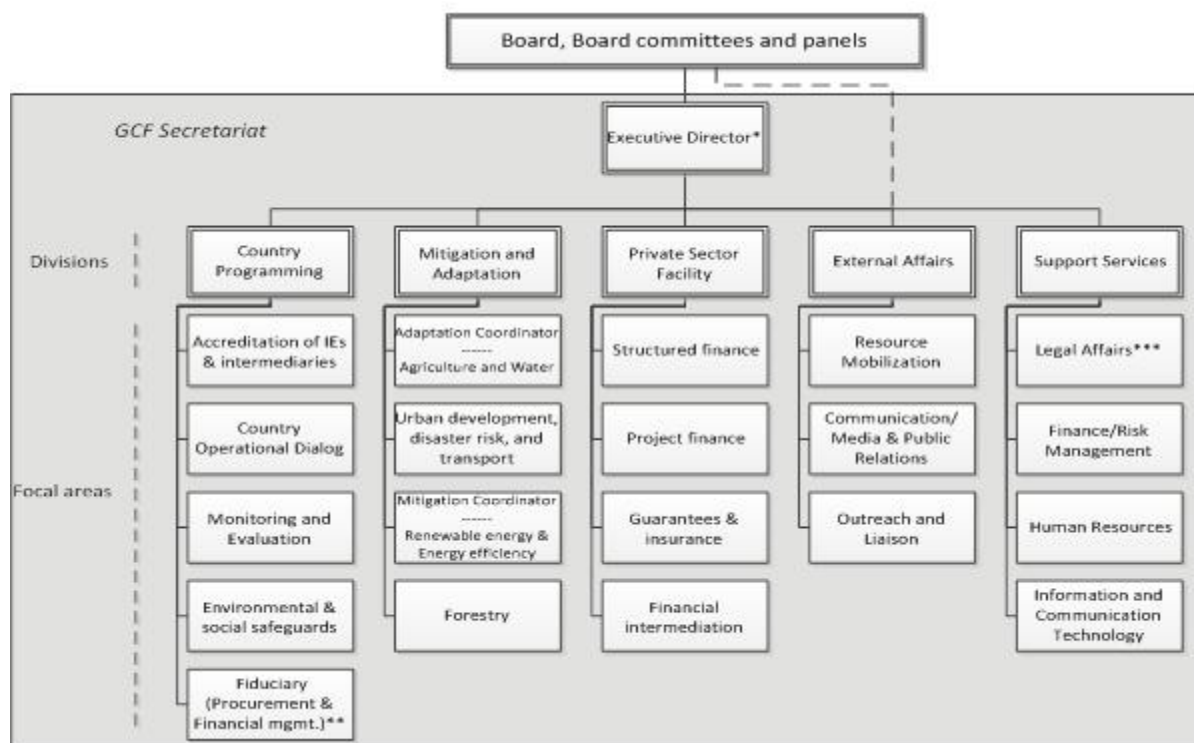 Board, Board committees and panels
GCF Secretariat
Executive Director*
Divisions
Country
Programming
Mitigation and
Adaptation
Private Sector
Facility
External Affairs
Support Services
Focal areas
Accreditation of IEs
& intermediaries
Country
Operational Dialog
Monitoring and
Evaluation
Environmental &
social safeguards
Fiduciary
(Procurement &
Financial mgmt.)**
Adaptation Coordinator
------
Agriculture and Water
Urban development,
disaster risk, and
transport
Mitigation Coordinator
------
Renewable energy &
Energy efficiency
Forestry
Structured finance
Project finance
Guarantees &
insurance
Financial
intermediation
Resource
Mobilization
Communication/
Media & Public
Relations
Outreach and
Liaison
Legal Affairs***
Finance/Risk
Management
Human Resources
Information and
Communication
Technology